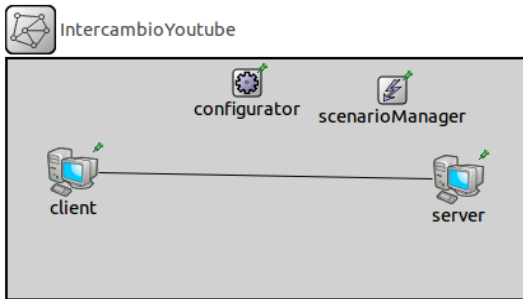 IntercambioYoutube
configurator
scenarioManager
client
server